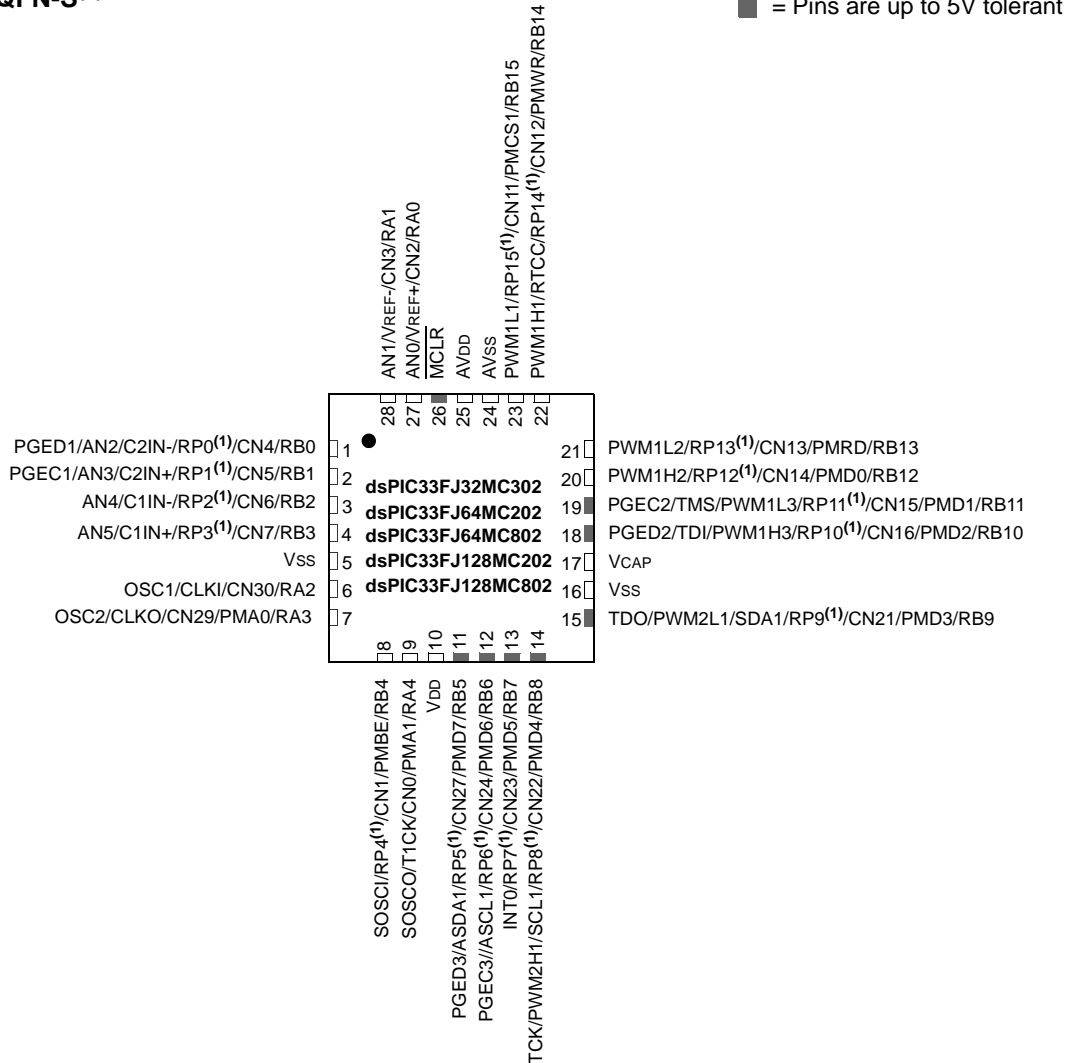 = Pins are up to 5V tolerant
AN1/VREF-/CN3/RA1
AN0/VREF+/CN2/RA0
MCLR
AVDD
AVSS
PWM1L1/RP15(1)/CN11/PMCS1/RB15
PWM1H1/RTCC/RP14(1)/CN12/PMWR/RB14
28 27 26 25 24 23 22
PGED1/AN2/C2IN-/RP0(1)/CN4/RB0 1
PGEC1/AN3/C2IN+/RP1(1)/CN5/RB1 2
AN4/C1IN-/RP2(1)/CN6/RB2 3
AN5/C1IN+/RP3(1)/CN7/RB3 4
VSS 5
OSC1/CLKI/CN30/RA2 6
OSC2/CLKO/CN29/PMA0/RA3 7
dsPIC33FJ32MC302
dsPIC33FJ64MC202
dsPIC33FJ64MC802
dsPIC33FJ128MC202
dsPIC33FJ128MC802
21 PWM1L2/RP13(1)/CN13/PMRD/RB13
20 PWM1H2/RP12(1)/CN14/PMD0/RB12
19 PGEC2/TMS/PWM1L3/RP11(1)/CN15/PMD1/RB11
18 PGED2/TDI/PWM1H3/RP10(1)/CN16/PMD2/RB10
17 VCAP
16 VSS
15 TDO/PWM2L1/SDA1/RP9(1)/CN21/PMD3/RB9
8 9 10 11 12 13 14
SOSCI/RP4(1)/CN1/PMBE/RB4
SOSCO/T1CK/CN0/PMA1/RA4
VDD
PGED3/ASDA1/RP5(1)/CN27/PMD7/RB5
PGEC3//ASCL1/RP6(1)/CN24/PMD6/RB6
INT0/RP7(1)/CN23/PMD5/RB7
TCK/PWM2H1/SCL1/RP8(1)/CN22/PMD4/RB8